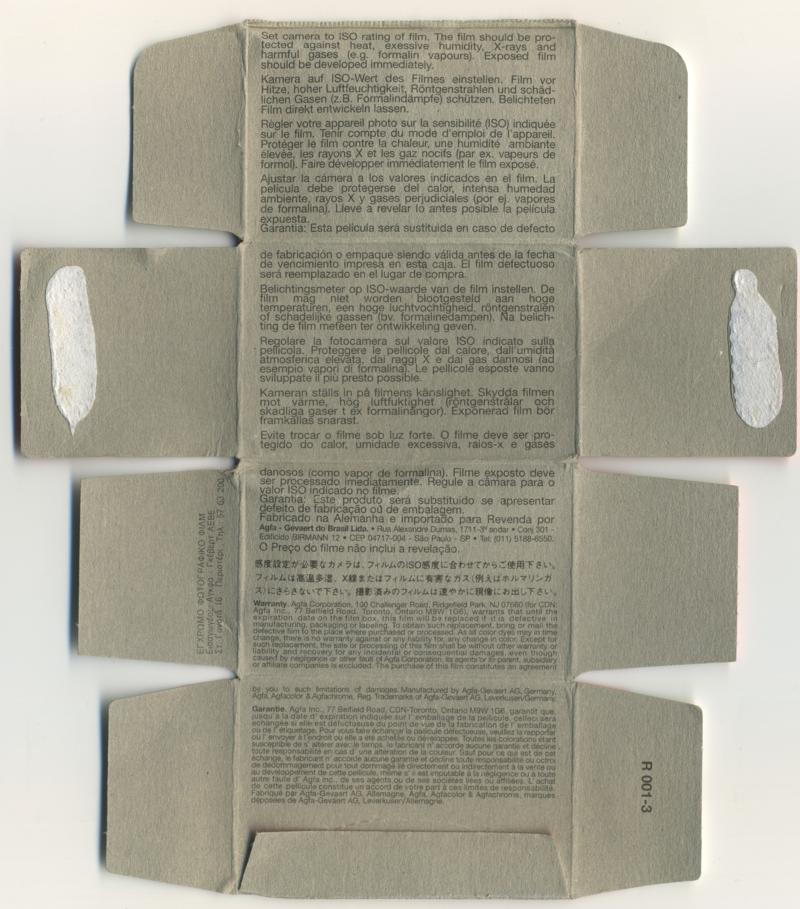 Set camera to ISO rating of film. The film should be pro-
tected against heat, exessive humidity, X-rays and
harmful gases (e.g. formalin vapours). Exposed film
should be developed immediately.
Kamera auf ISO-Wert des Filmes einstellen. Film vor
Hitze, hoher Luftfeuchtigkeit, Röntgenstrahlen und schäd-
lichen Gasen (z.B. Formalindämpfe) schützen. Belichteten
Film direkt entwickeln lassen.
Régler votre appareil photo sur la sensibilité (ISO) indiquée
sur le film. Tenir compte du mode d'emploi de l'appareil.
Protéger le film contre la chaleur, une humidité ambiante
élevée, les rayons X et les gaz nocifs (par ex. vapeurs de
formol). Faire développer immédiatement le film exposé.
Ajustar la cámera a los valores indicados en el film. La
película debe protegerse del calor, intensa humedad
ambiente, rayos X y gases perjudiciales (por ej. vapores
de formalina). Lleve a revelar lo antes posible la película
expuesta.
Garantía: Esta película será sustituida en caso de defecto
de fabricación o empaque siendo válida antes de la fecha
de vencimiento impresa en esta caja. El film defectuoso
será reemplazado en el lugar de compra.
Belichtingsmeter op ISO-waarde van de film instellen. De
film mag niet worden blootgesteld aan hoge
temperaturen, een hoge luchtvochtigheid, röntgenstralen
of schadelijke gassen (bv. formalinedampen). Na belich-
ting de film meteen ter ontwikkeling geven.
Regolare la fotocamera sul valore ISO indicato sulla
pellicola. Proteggere le pellicole dal calore, dall'umidità
atmosferica elevata, dai raggi X e dai gas dannosi (ad
esempio vapori di formalina). Le pellicole esposte vanno
sviluppate il più presto possible.
Kameran ställs in på filmens känslighet. Skydda filmen
mot värme, hög luftfuktighet (röntgenstrålar och
skadliga gaser t ex formalinångor). Exponerad film bör
framkallas snarast.
Evite trocar o filme sob luz forte. O filme deve ser pro-
tegido do calor, umidade excessiva, raios-x e gases
danosos (como vapor de formalina). Filme exposto deve
ser processado imediatamente. Regule a câmara para o
valor ISO indicado no filme.
Garantia: Este produto será substituido se apresentar
defeito de fabricação ou de embalagem.
Fabricado na Alemanha e importado para Revenda por
Agfa - Gevaert do Brasil Ltda. • Rua Alexandre Dumas, 1711-3º andar • Conj 301 -
Edifício BIRMANN 12 • CEP 04717-004 - São Paulo - SP • Tel: (011) 5188-6550.
O Preço do filme não inclui a revelação.
感度設定が必要なカメラは、フィルムのISO感度に合わせてからご使用下さい。
フィルムは高温多湿、X線またはフィルムに有害なガス(例えばホルマリンガ
ス)にさらさないで下さい。撮影済みのフィルムは速やかに現像にお出し下さい。
Warranty. Agfa Corporation, 100 Challenger Road, Ridgefield Park, NJ 07660 (for CDN:
Agfa Inc., 77 Belfield Road, Toronto, Ontario M9W 1G6), warrants that until the
expiration date on the film box, this film will be replaced if it is defective in
manufacturing, packaging or labeling. To obtain such replacement, bring or mail the
defective film to the place where purchased or processed. As all color dyes may in time
change, there is no warranty against or any liability for, any change in color. Except for
such replacement, the sale or processing of this film shall be without other warranty or
liability and recovery for any incidental or consequential damages, even though
caused by negligence or other fault of Agfa Corporation, its agents or its parent, subsidiary
or affiliate companies is excluded. The purchase of this film constitutes an agreement
by you to such limitations of damages. Manufactured by Agfa-Gevaert AG, Germany.
Agfa, Agfacolor & Agfachrome, Reg. Trademarks of Agfa-Gevaert AG, Leverkusen/Germany.
Garantie. Agfa Inc., 77 Belfield Road, CDN-Toronto, Ontario M9W 1G6, garantit que,
jusqu'a la date d'expiration indiquée sur l'emballage de la pellicule, celleci sera
échangée si elle est défectueuse du point de vue de la fabrication de l'emballage
ou de l'étiquetage. Pour vous faire échanger la pellicule défectueuse, veuillez la rapporter
ou l'envoyer à l'endroit où elle a été achetée ou développée. Toutes les colorations étant
susceptible de s'altérer avec le temps, le fabricant n'accorde aucune garantie et décline
toute responsabilité en cas d'une altération de la couleur. Sauf pour ce qui est de cet
échange, le fabricant n'accorde aucune garantie et décline toute responsabilité ou octroi
de dédommagement pour tout dommage lié directement ou indirectement à la vente ou
au développement de cette pellicule, même s'il est imputable à la négligence ou à toute
autre faute d'Agfa Inc., de ses agents ou de ses sociétés liées ou affiliées. L'achat
de cette pellicule constitue un accord de votre part à ces limites de responsabilité.
Fabriqué par Agfa-Gevaert AG, Allemagne, Agfa, Agfacolor & Agfachrome, marques
déposées de Agfa-Gevaert AG, Leverkusen/Allemagne.
ΕΓΧΡΩΜΟ ΦΩΤΟΓΡΑΦΙΚΟ ΦΙΛΜ
Εισαγωγέας: Άγκφα - Γκέβερτ ΑΕΒΕ
Περιστέρι, Τηλ. 57 03 200
R 001-3